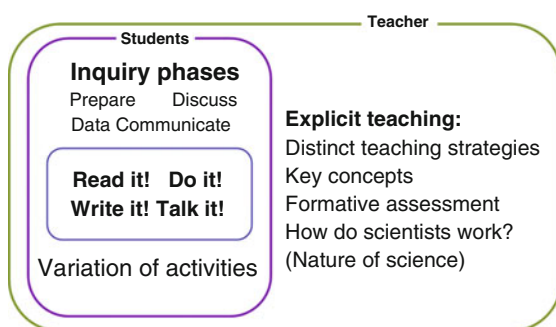 Teacher
Students
Inquiry phases
Prepare Discuss
Data Communicate
Read it! Do it!
Write it! Talk it!
Variation of activities
Explicit teaching:
Distinct teaching strategies
Key concepts
Formative assessment
How do scientists work?
(Nature of science)